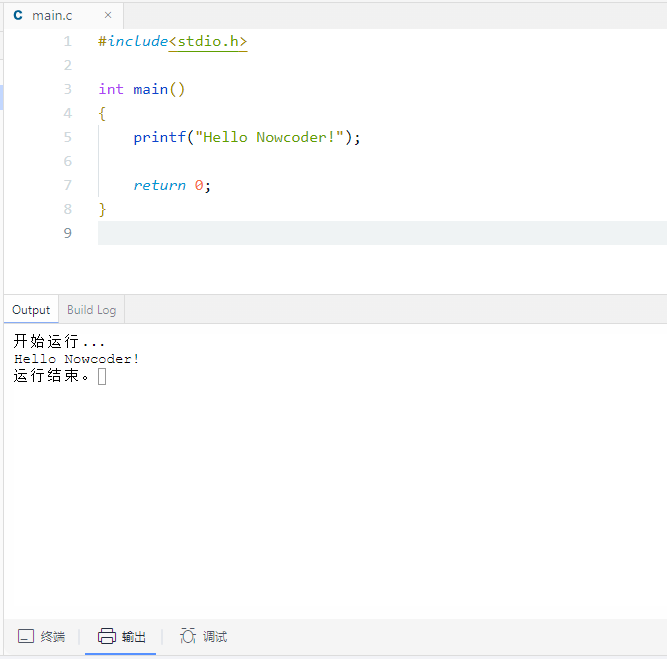 C main.c ×
1 #include<stdio.h>
2
3 int main()
4 {
5     printf("Hello Nowcoder!");
6
7     return 0;
8 }
9
Output Build Log
开始运行...
Hello Nowcoder!
运行结束。
终端 输出 调试